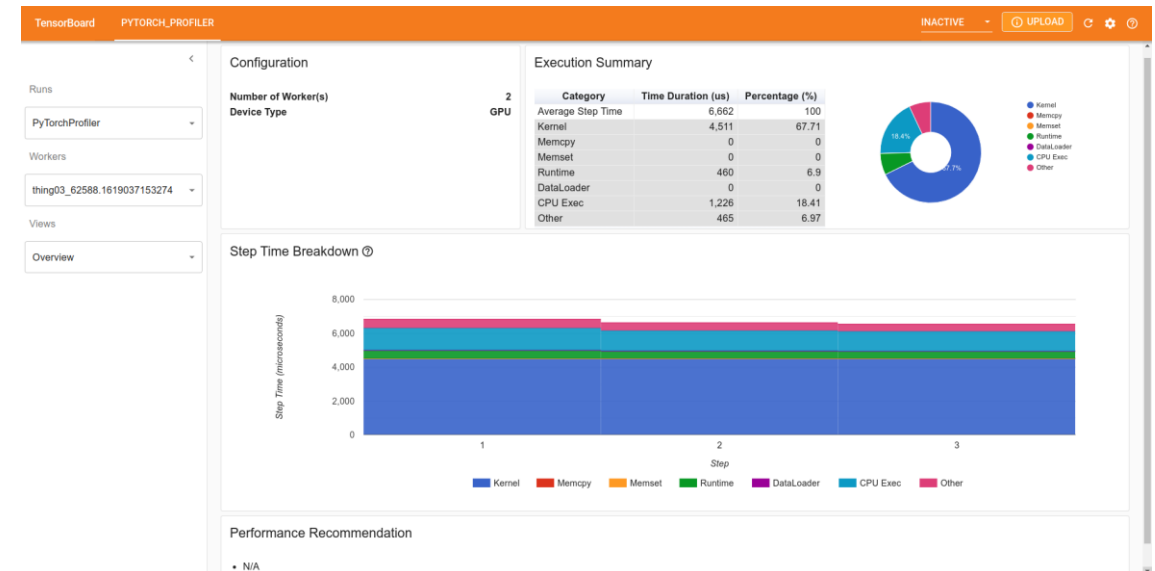 TensorBoard PYTORCH_PROFILER INACTIVE UPLOAD
Runs
PyTorchProfiler
Workers
thing03_62588.1619037153274
Views
Overview
Configuration
Number of Worker(s) 2
Device Type GPU
Execution Summary
Category Time Duration (us) Percentage (%)
Average Step Time 6,662 100
Kernel 4,511 67.71
Memcpy 0 0
Memset 0 0
Runtime 460 6.9
DataLoader 0 0
CPU Exec 1,226 18.41
Other 465 6.97
18.4%
Kernel
Memcpy
Memset
Runtime
DataLoader
CPU Exec
Other
Step Time Breakdown
Step Time (microseconds)
8,000
6,000
4,000
2,000
0
1 2 3
Step
Kernel Memcpy Memset Runtime DataLoader CPU Exec Other
Performance Recommendation
• N/A